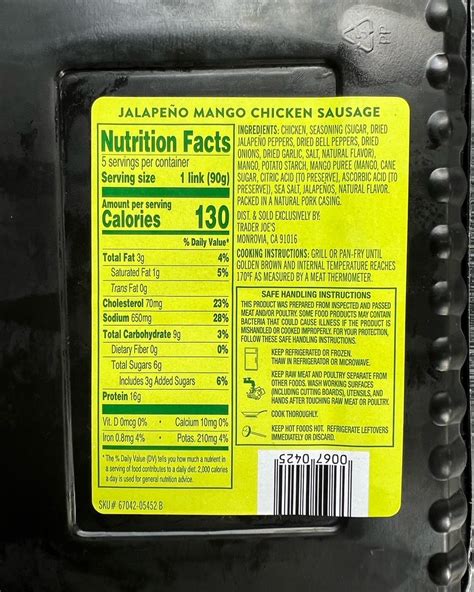 PP
JALAPEÑO MANGO CHICKEN SAUSAGE
Nutrition Facts
5 servings per container
Serving size 1 link (90g)
Amount per serving
Calories 130
% Daily Value*
Total Fat 3g 4%
Saturated Fat 1g 5%
Trans Fat 0g
Cholesterol 70mg 23%
Sodium 650mg 28%
Total Carbohydrate 9g 3%
Dietary Fiber 0g 0%
Total Sugars 6g
Includes 3g Added Sugars 6%
Protein 16g
Vit. D 0mcg 0% • Calcium 10mg 0%
Iron 0.8mg 4% • Potas. 210mg 4%
*The % Daily Value (DV) tells you how much a nutrient in
a serving of food contributes to a daily diet. 2,000 calories
a day is used for general nutrition advice.
SKU# 67042-05452 B
INGREDIENTS: CHICKEN, SEASONING (SUGAR, DRIED
JALAPEÑO PEPPERS, DRIED BELL PEPPERS, DRIED
ONIONS, DRIED GARLIC, SALT, NATURAL FLAVOR),
MANGO, POTATO STARCH, MANGO PUREE (MANGO, CANE
SUGAR, CITRIC ACID [TO PRESERVE], ASCORBIC ACID [TO
PRESERVE]), SEA SALT, JALAPENOS, NATURAL FLAVOR.
PACKED IN A NATURAL PORK CASING.
DIST. & SOLD EXCLUSIVELY BY:
TRADER JOE'S
MONROVIA, CA 91016
COOKING INSTRUCTIONS: GRILL OR PAN-FRY UNTIL
GOLDEN BROWN AND INTERNAL TEMPERATURE REACHES
170°F AS MEASURED BY A MEAT THERMOMETER.
SAFE HANDLING INSTRUCTIONS
THIS PRODUCT WAS PREPARED FROM INSPECTED AND PASSED
MEAT AND/OR POULTRY. SOME FOOD PRODUCTS MAY CONTAIN
BACTERIA THAT COULD CAUSE ILLNESS IF THE PRODUCT IS
MISHANDLED OR COOKED IMPROPERLY. FOR YOUR PROTECTION,
FOLLOW THESE SAFE HANDLING INSTRUCTIONS.
KEEP REFRIGERATED OR FROZEN.
THAW IN REFRIGERATOR OR MICROWAVE.
KEEP RAW MEAT AND POULTRY SEPARATE FROM
OTHER FOODS. WASH WORKING SURFACES
(INCLUDING CUTTING BOARDS), UTENSILS, AND
HANDS AFTER TOUCHING RAW MEAT OR POULTRY.
COOK THOROUGHLY.
KEEP HOT FOODS HOT. REFRIGERATE LEFTOVERS
IMMEDIATELY OR DISCARD.
0067 0425